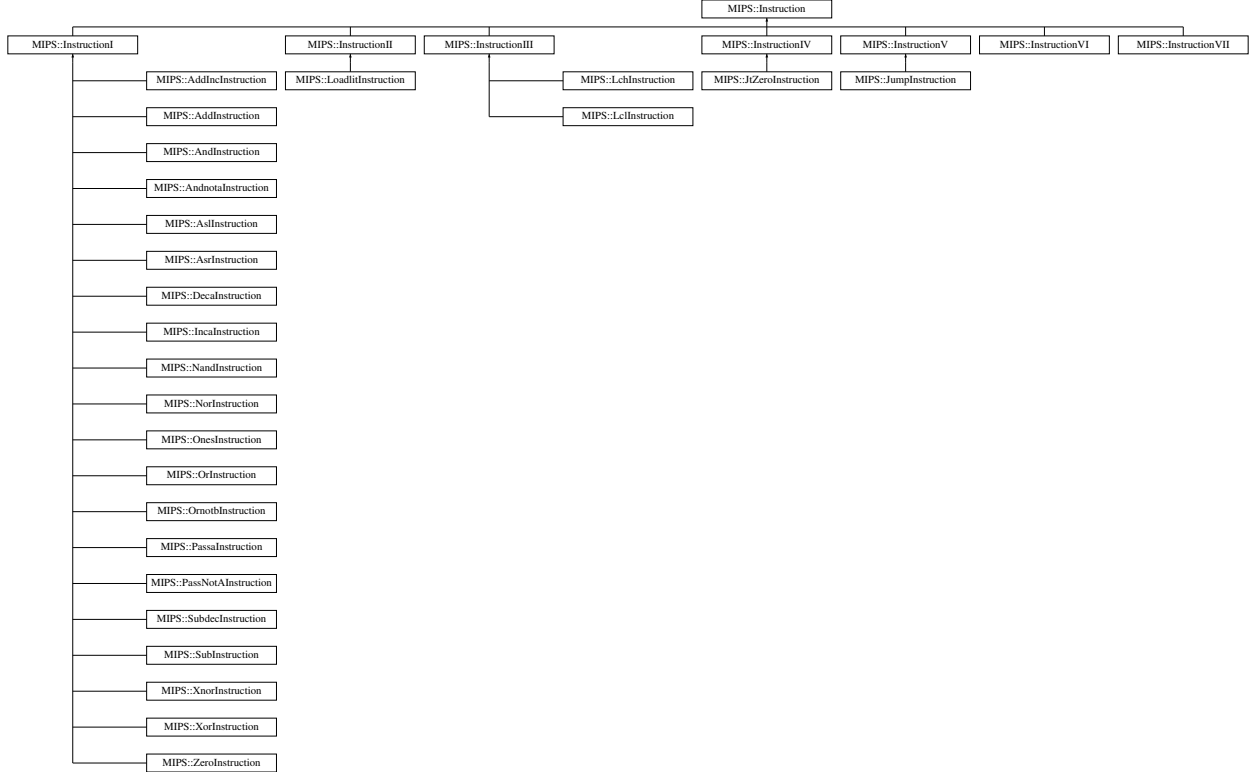 MIPS::Instruction
MIPS::InstructionI
MIPS::InstructionII
MIPS::InstructionIII
MIPS::InstructionIV
MIPS::InstructionV
MIPS::InstructionVI
MIPS::InstructionVII
MIPS::AddIncInstruction
MIPS::LoadlitInstruction
MIPS::LchInstruction
MIPS::JtZeroInstruction
MIPS::JumpInstruction
MIPS::AddInstruction
MIPS::LclInstruction
MIPS::AndInstruction
MIPS::AndnotaInstruction
MIPS::AslInstruction
MIPS::AsrInstruction
MIPS::DecaInstruction
MIPS::IncaInstruction
MIPS::NandInstruction
MIPS::NorInstruction
MIPS::OnesInstruction
MIPS::OrInstruction
MIPS::OrnotbInstruction
MIPS::PassaInstruction
MIPS::PassNotAInstruction
MIPS::SubdecInstruction
MIPS::SubInstruction
MIPS::XnorInstruction
MIPS::XorInstruction
MIPS::ZeroInstruction